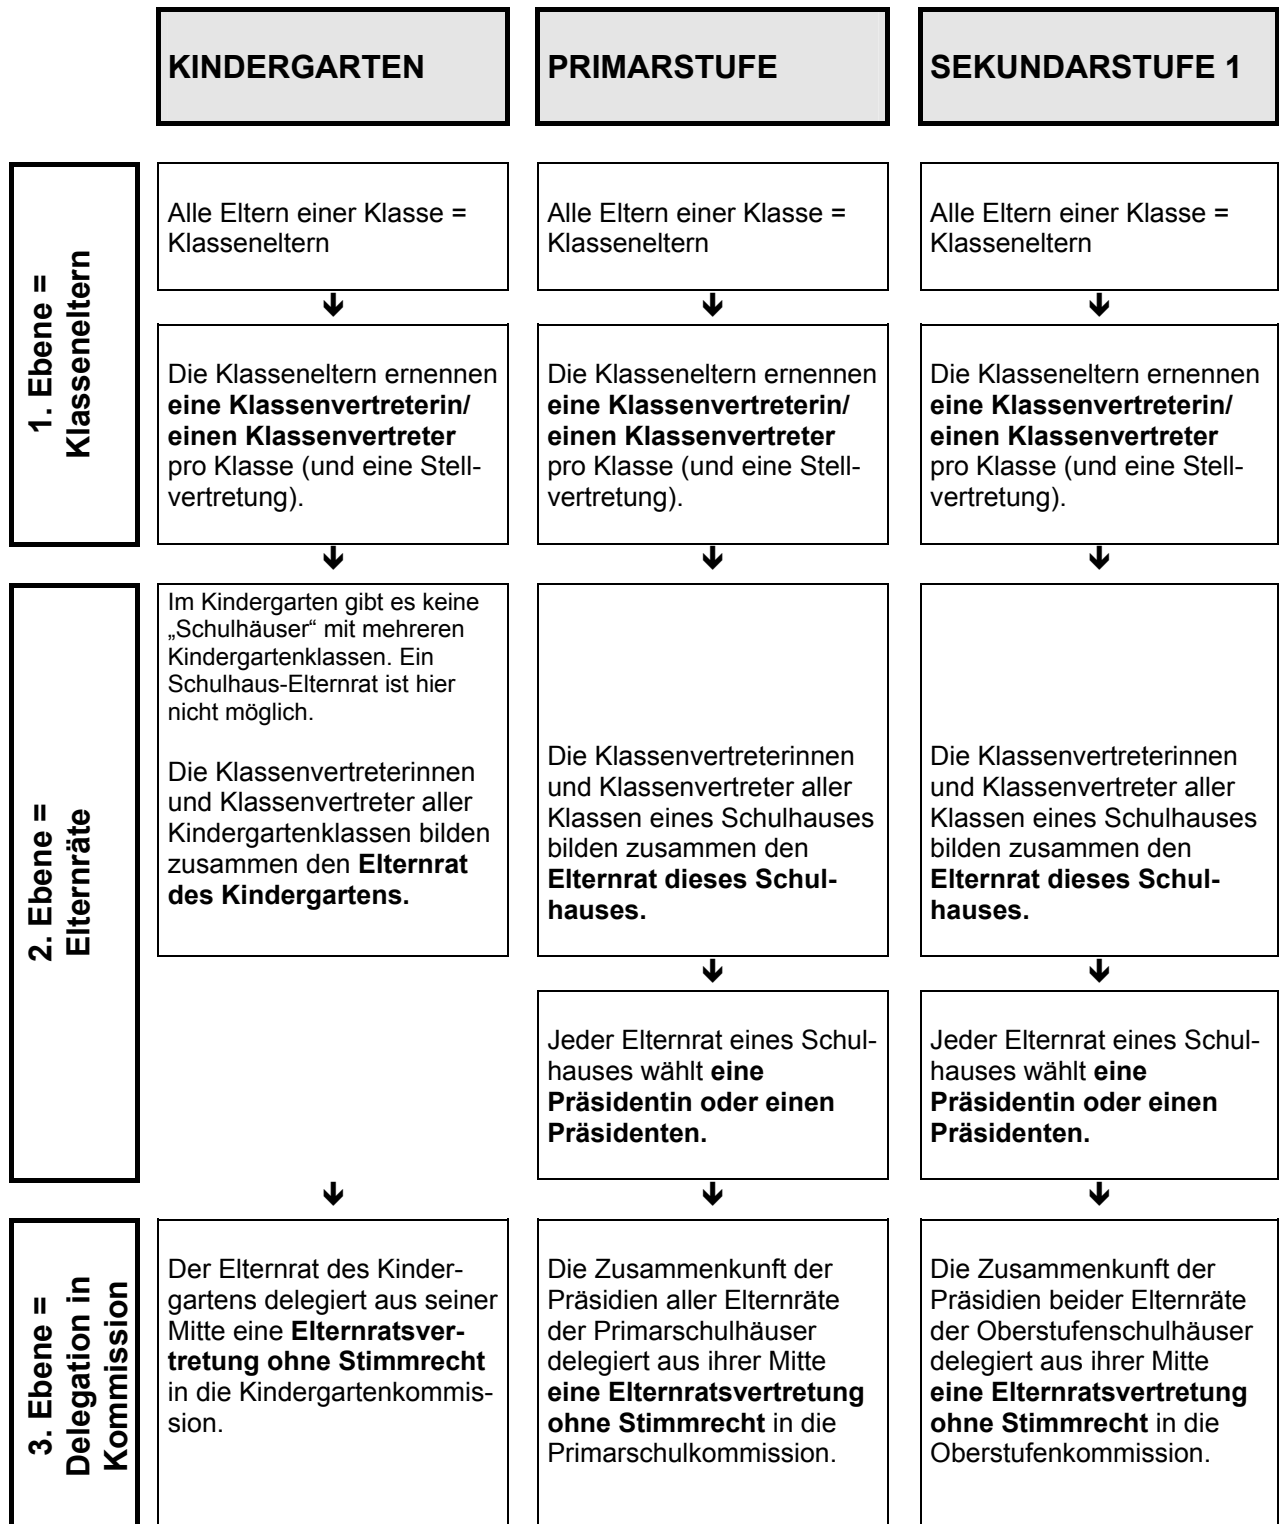 KINDERGARTEN
PRIMARSTUFE
SEKUNDARSTUFE 1
1. Ebene =
Klasseneltern
Alle Eltern einer Klasse =
Klasseneltern
Alle Eltern einer Klasse =
Klasseneltern
Alle Eltern einer Klasse =
Klasseneltern
Die Klasseneltern ernennen
eine Klassenvertreterin/
einen Klassenvertreter
pro Klasse (und eine Stell-
vertretung).
Die Klasseneltern ernennen
eine Klassenvertreterin/
einen Klassenvertreter
pro Klasse (und eine Stell-
vertretung).
Die Klasseneltern ernennen
eine Klassenvertreterin/
einen Klassenvertreter
pro Klasse (und eine Stell-
vertretung).
2. Ebene =
Elternräte
Im Kindergarten gibt es keine
„Schulhäuser“ mit mehreren
Kindergartenklassen. Ein
Schulhaus-Elternrat ist hier
nicht möglich.
Die Klassenvertreterinnen
und Klassenvertreter aller
Kindergartenklassen bilden
zusammen den Elternrat
des Kindergartens.
Die Klassenvertreterinnen
und Klassenvertreter aller
Klassen eines Schulhauses
bilden zusammen den
Elternrat dieses Schul-
hauses.
Die Klassenvertreterinnen
und Klassenvertreter aller
Klassen eines Schulhauses
bilden zusammen den
Elternrat dieses Schul-
hauses.
Jeder Elternrat eines Schul-
hauses wählt eine
Präsidentin oder einen
Präsidenten.
Jeder Elternrat eines Schul-
hauses wählt eine
Präsidentin oder einen
Präsidenten.
3. Ebene =
Delegation in
Kommission
Der Elternrat des Kinder-
gartens delegiert aus seiner
Mitte eine Elternratsver-
tretung ohne Stimmrecht
in die Kindergartenkommis-
sion.
Die Zusammenkunft der
Präsidien aller Elternräte
der Primarschulhäuser
delegiert aus ihrer Mitte
eine Elternratsvertretung
ohne Stimmrecht in die
Primarschulkommission.
Die Zusammenkunft der
Präsidien beider Elternräte
der Oberstufenschulhäuser
delegiert aus ihrer Mitte
eine Elternratsvertretung
ohne Stimmrecht in die
Oberstufenkommission.